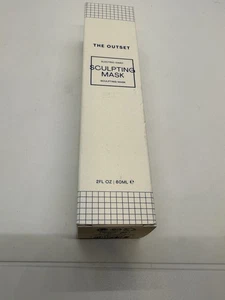 THE OUTSET
SCULPTING
MASK
2FL OZ | 60ML ℮